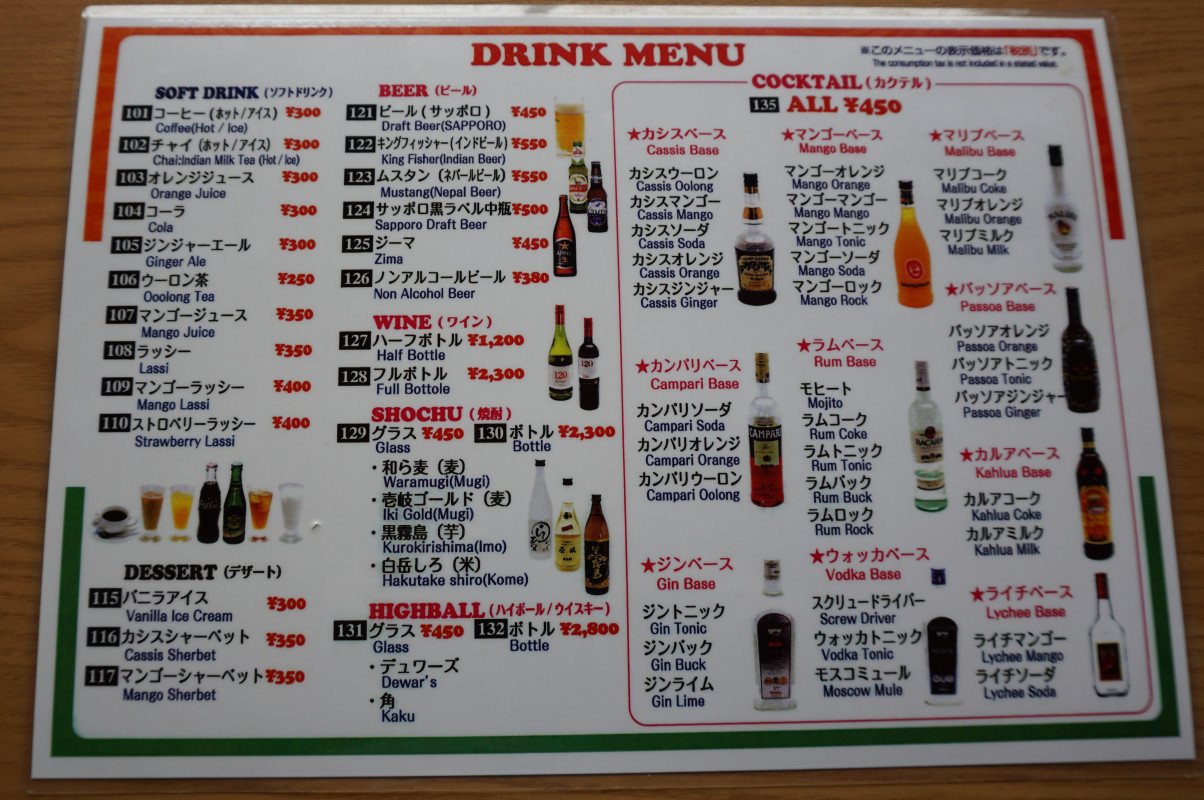 DRINK MENU
※このメニューの表示価格は「税別」です。
The consumption tax is not included in a stated value.
SOFT DRINK (ソフトドリンク)
101 コーヒー(ホット/アイス) ¥300
Coffee(Hot / Ice)
102 チャイ (ホット/アイス) ¥300
Chai:Indian Milk Tea (Hot / Ice)
103 オレンジジュース ¥300
Orange Juice
104 コーラ ¥300
Cola
105 ジンジャーエール ¥300
Ginger Ale
106 ウーロン茶 ¥250
Ooolong Tea
107 マンゴージュース ¥350
Mango Juice
108 ラッシー ¥350
Lassi
109 マンゴーラッシー ¥400
Mango Lassi
110 ストロベリーラッシー ¥400
Strawberry Lassi
DESSERT (デザート)
115 バニラアイス ¥300
Vanilla Ice Cream
116 カシスシャーベット ¥350
Cassis Sherbet
117 マンゴーシャーベット ¥350
Mango Sherbet
BEER (ビール)
121 ビール(サッポロ) ¥450
Draft Beer(SAPPORO)
122 キングフィッシャー(インドビール) ¥550
King Fisher(Indian Beer)
123 ムスタン (ネパールビール) ¥550
Mustang(Nepal Beer)
124 サッポロ黒ラベル中瓶 ¥500
Sapporo Draft Beer
125 ジーマ ¥450
Zima
126 ノンアルコールビール ¥380
Non Alcohol Beer
WINE (ワイン)
127 ハーフボトル ¥1,200
Half Bottle
128 フルボトル ¥2,300
Full Bottole
120
120
SHOCHU (焼酎)
129 グラス ¥450 130 ボトル ¥2,300
Glass Bottle
・和ら麦(麦)
Waramugi(Mugi)
・壱岐ゴールド(麦)
Iki Gold(Mugi)
・黒霧島(芋)
Kurokirishima(Imo)
・白岳しろ(米)
Hakutake shiro(Kome)
HIGHBALL (ハイボール/ウイスキー)
131 グラス ¥450 132 ボトル ¥2,800
Glass Bottle
・デュワーズ
Dewar's
・角
Kaku
COCKTAIL (カクテル)
135 ALL ¥450
★カシスベース
Cassis Base
カシスウーロン
Cassis Oolong
カシスマンゴー
Cassis Mango
カシスソーダ
Cassis Soda
カシスオレンジ
Cassis Orange
カシスジンジャー
Cassis Ginger
★カンパリベース
Campari Base
カンパリソーダ
Campari Soda
カンパリオレンジ
Campari Orange
カンパリウーロン
Campari Oolong
CAMPARI
★ジンベース
Gin Base
ジントニック
Gin Tonic
ジンバック
Gin Buck
ジンライム
Gin Lime
★マンゴーベース
Mango Base
マンゴーオレンジ
Mango Orange
マンゴーマンゴー
Mango Mango
マンゴートニック
Mango Tonic
マンゴーソーダ
Mango Soda
マンゴーロック
Mango Rock
★ラムベース
Rum Base
モヒート
Mojito
ラムコーク
Rum Coke
ラムトニック
Rum Tonic
ラムバック
Rum Buck
ラムロック
Rum Rock
BACARDI
★ウォッカベース
Vodka Base
スクリュードライバー
Screw Driver
ウォッカトニック
Vodka Tonic
モスコミュール
Moscow Mule
★マリブベース
Malibu Base
マリブコーク
Malibu Coke
マリブオレンジ
Malibu Orange
マリブミルク
Malibu Milk
MALIBU
★パッソアベース
Passoa Base
パッソアオレンジ
Passoa Orange
パッソアトニック
Passoa Tonic
パッソアジンジャー
Passoa Ginger
★カルアベース
Kahlua Base
カルアコーク
Kahlua Coke
カルアミルク
Kahlua Milk
★ライチベース
Lychee Base
ライチマンゴー
Lychee Mango
ライチソーダ
Lychee Soda